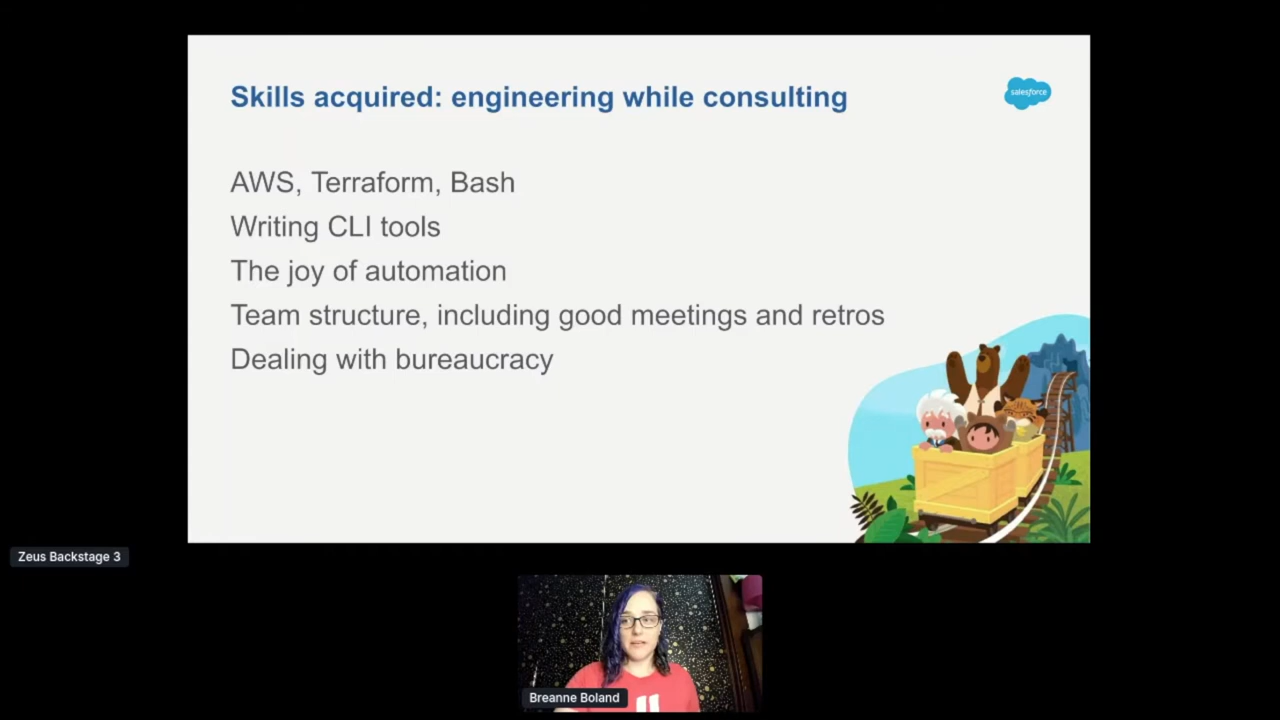 Skills acquired: engineering while consulting
salesforce
AWS, Terraform, Bash
Writing CLI tools
The joy of automation
Team structure, including good meetings and retros
Dealing with bureaucracy
Zeus Backstage 3
Breanne Boland